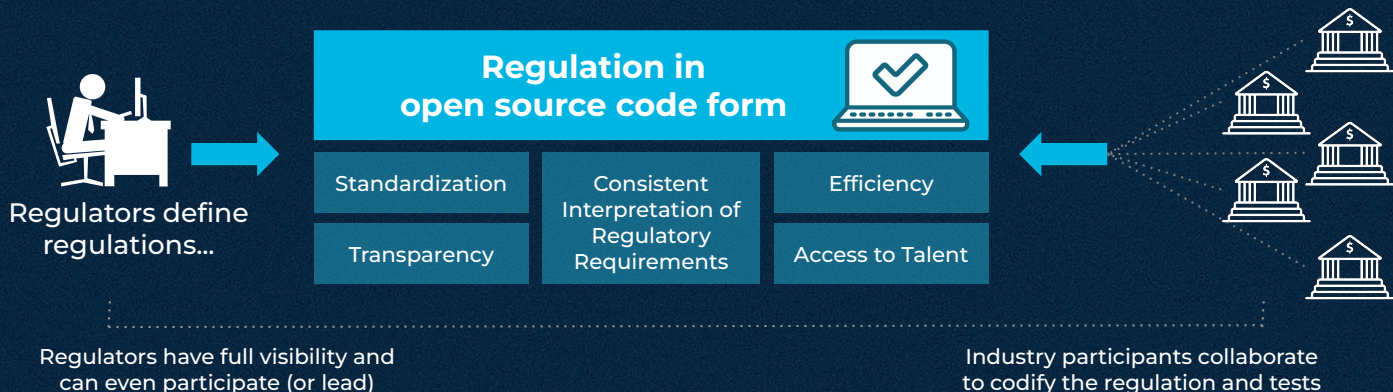 Regulation in
open source code form
Regulators define
regulations...
Standardization
Transparency
Consistent
Interpretation of
Regulatory
Requirements
Efficiency
Access to Talent
$
$
$
$
$
Regulators have full visibility and
can even participate (or lead)
Industry participants collaborate
to codify the regulation and tests